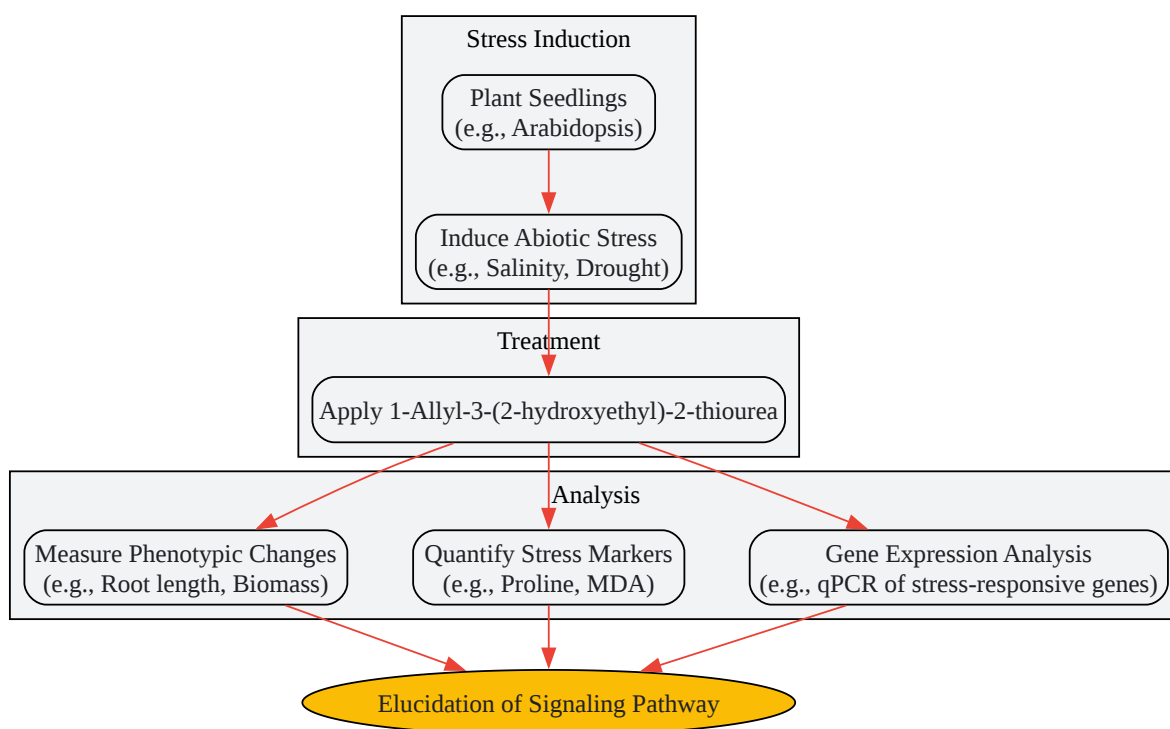 Stress Induction
Plant Seedlings
(e.g., Arabidopsis)
Induce Abiotic Stress
(e.g., Salinity, Drought)
Treatment
Apply 1-Allyl-3-(2-hydroxyethyl)-2-thiourea
Analysis
Measure Phenotypic Changes
(e.g., Root length, Biomass)
Quantify Stress Markers
(e.g., Proline, MDA)
Gene Expression Analysis
(e.g., qPCR of stress-responsive genes)
Elucidation of Signaling Pathway